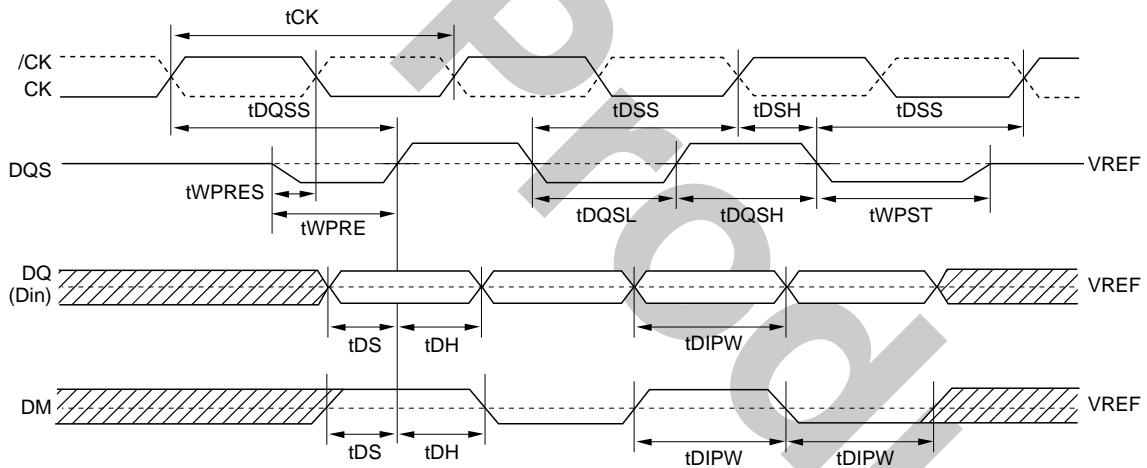 tCK
/CK
CK
tDQSS
tDSS
tDSH
tDSS
DQS
VREF
tWPRES
tWPRE
tDQSL
tDQSH
tWPST
DQ
(Din)
VREF
tDS
tDH
tDIPW
DM
VREF
tDS
tDH
tDIPW
tDIPW
Prod